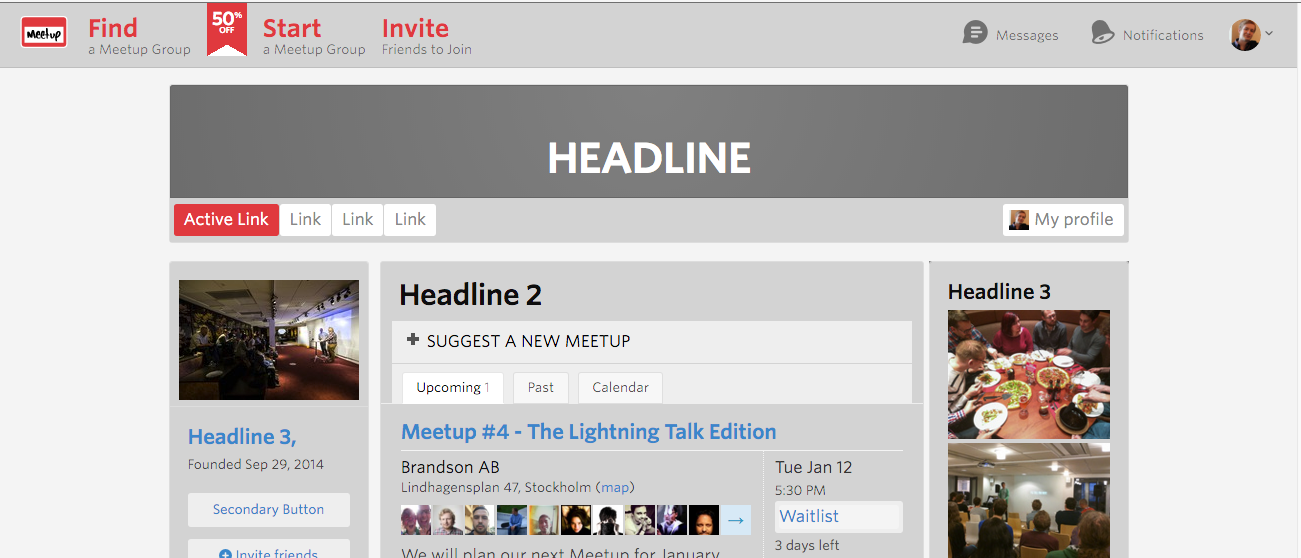 Meetup
Find
a Meetup Group
50%
OFF
Start
a Meetup Group
Invite
Friends to Join
Messages
Notifications
HEADLINE
Active Link
Link
Link
Link
My profile
Headline 3,
Founded Sep 29, 2014
Secondary Button
Invite friends
Headline 2
SUGGEST A NEW MEETUP
Upcoming 1
Past
Calendar
Meetup #4 - The Lightning Talk Edition
Brandson AB
Lindhagensplan 47, Stockholm (map)
→
We will plan our next Meetup for January
Tue Jan 12
5:30 PM
Waitlist
3 days left
Headline 3